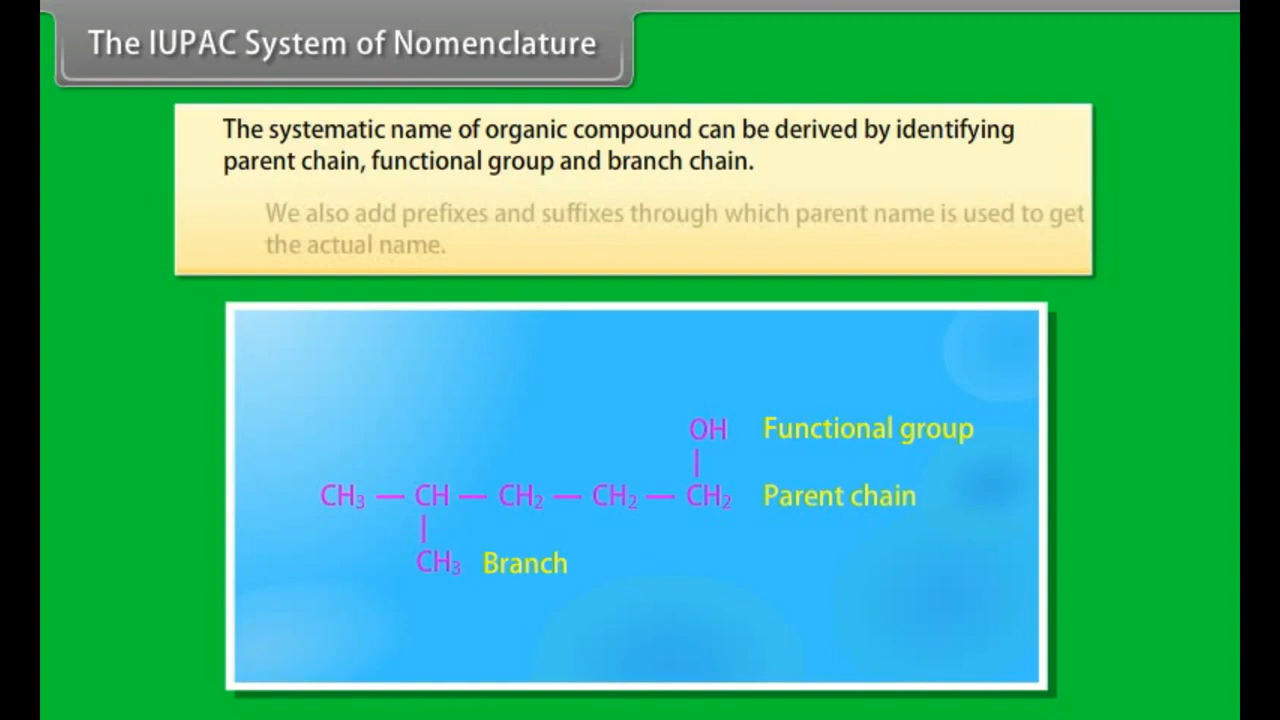 The IUPAC System of Nomenclature
The systematic name of organic compound can be derived by identifying
parent chain, functional group and branch chain.
We also add prefixes and suffixes through which parent name is used to get
the actual name.
OH Functional group
CH₃ — CH — CH₂ — CH₂ — CH₂ Parent chain
CH₃ Branch